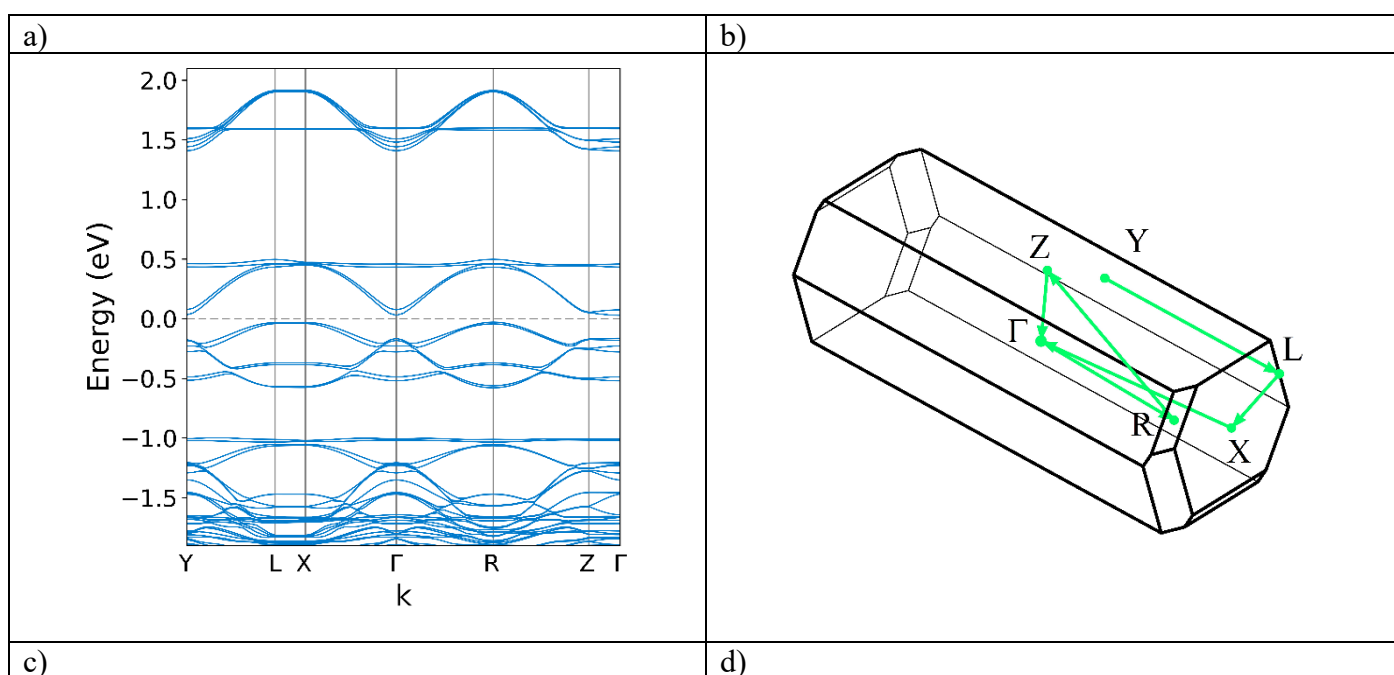 a)
b)
2.0
1.5
1.0
0.5
0.0
−0.5
−1.0
−1.5
Energy (eV)
Y L X Γ R Z Γ
k
Y
Z
Γ
L
R
X
c)
d)